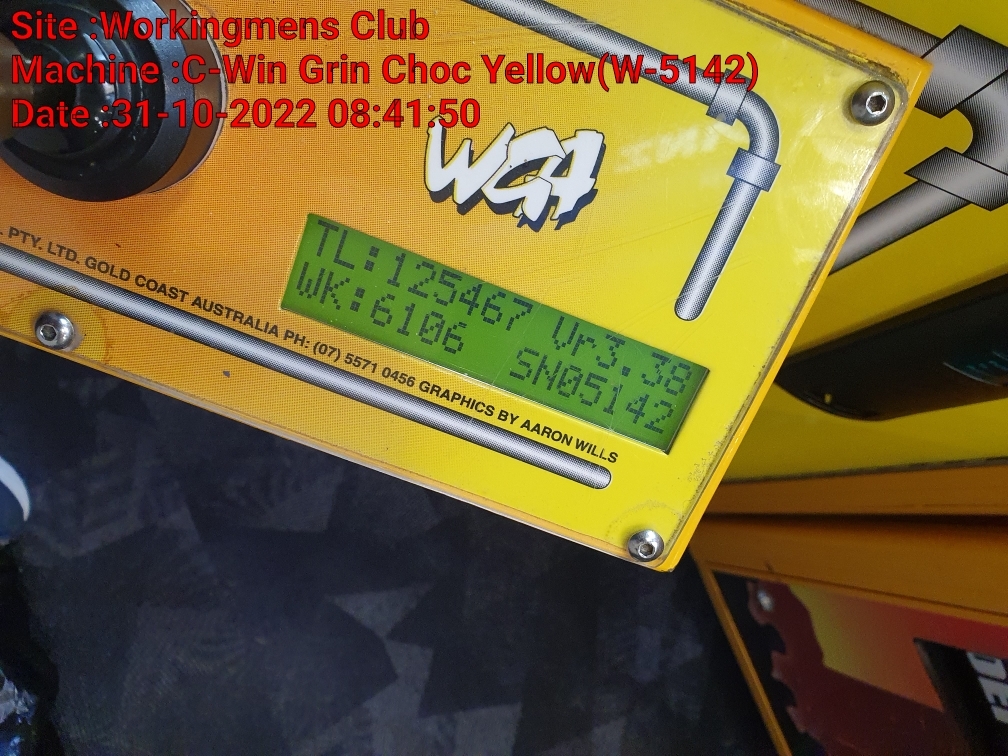 Site :Workingmens Club
Machine :C-Win Grin Choc Yellow(W-5142)
Date :31-10-2022 08:41:50
WGA
TL:125467 Vr3.38
WK:6106 SN05142
. PTY. LTD. GOLD COAST AUSTRALIA PH: (07) 5571 0456 GRAPHICS BY AARON WILLS